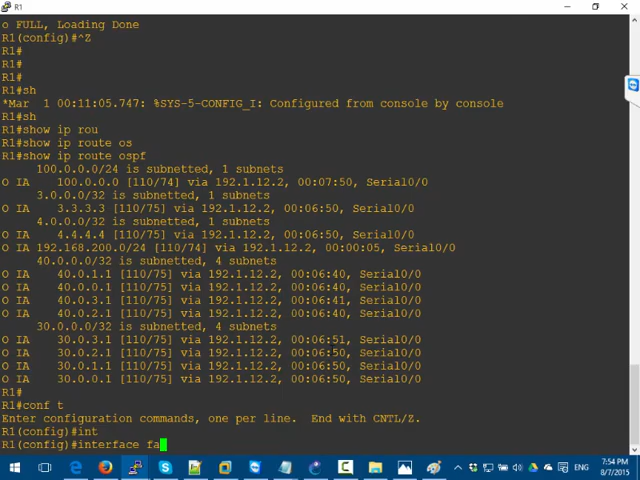 R1
o FULL, Loading Done
R1(config)#^Z
R1#
R1#
R1#
R1#sh
*Mar  1 00:11:05.747: %SYS-5-CONFIG_I: Configured from console by console
R1#sh
R1#show ip rou
R1#show ip route os
R1#show ip route ospf
     100.0.0.0/24 is subnetted, 1 subnets
O IA    100.0.0.0 [110/74] via 192.1.12.2, 00:07:50, Serial0/0
     3.0.0.0/32 is subnetted, 1 subnets
O IA    3.3.3.3 [110/75] via 192.1.12.2, 00:06:50, Serial0/0
     4.0.0.0/32 is subnetted, 1 subnets
O IA    4.4.4.4 [110/75] via 192.1.12.2, 00:06:50, Serial0/0
O IA 192.168.200.0/24 [110/74] via 192.1.12.2, 00:00:05, Serial0/0
     40.0.0.0/32 is subnetted, 4 subnets
O IA    40.0.1.1 [110/75] via 192.1.12.2, 00:06:40, Serial0/0
O IA    40.0.0.1 [110/75] via 192.1.12.2, 00:06:40, Serial0/0
O IA    40.0.3.1 [110/75] via 192.1.12.2, 00:06:41, Serial0/0
O IA    40.0.2.1 [110/75] via 192.1.12.2, 00:06:40, Serial0/0
     30.0.0.0/32 is subnetted, 4 subnets
O IA    30.0.3.1 [110/75] via 192.1.12.2, 00:06:51, Serial0/0
O IA    30.0.2.1 [110/75] via 192.1.12.2, 00:06:50, Serial0/0
O IA    30.0.1.1 [110/75] via 192.1.12.2, 00:06:50, Serial0/0
O IA    30.0.0.1 [110/75] via 192.1.12.2, 00:06:50, Serial0/0
R1#
R1#conf t
Enter configuration commands, one per line.  End with CNTL/Z.
R1(config)#int
R1(config)#interface fa
ENG
7:54 PM
8/7/2015